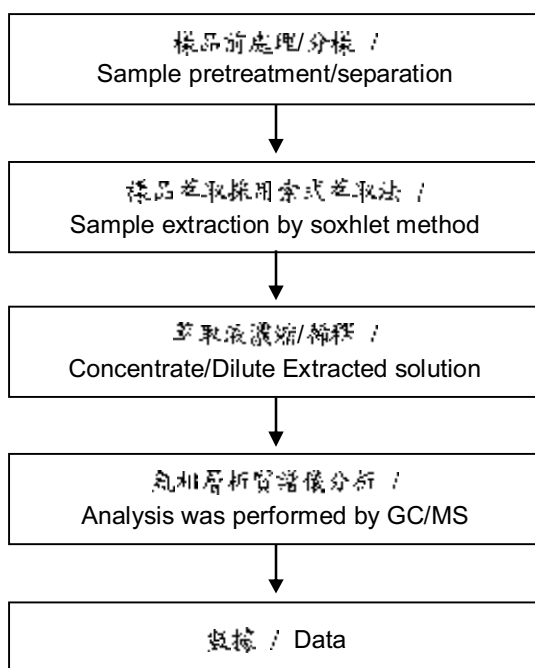 樣品前處理/分樣 /
Sample pretreatment/separation
樣品萃取採用索式萃取法 /
Sample extraction by soxhlet method
萃取液濃縮/稀釋 /
Concentrate/Dilute Extracted solution
氣相層析質譜儀分析 /
Analysis was performed by GC/MS
數據 / Data